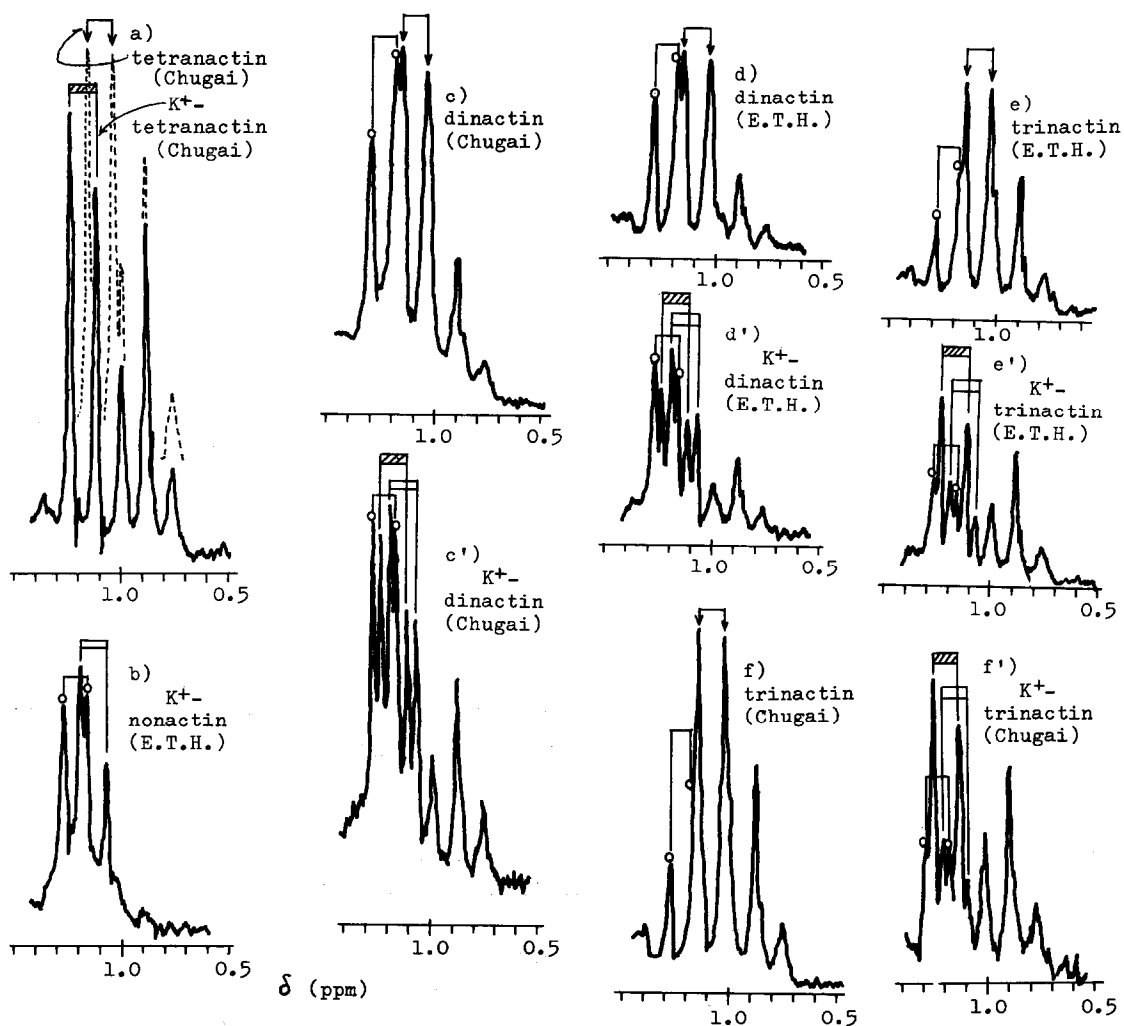 a)
tetranactin
(Chugai)
K+-
tetranactin
(Chugai)
1.0 0.5
b)
K+-
nonactin
(E.T.H.)
1.0 0.5
δ (ppm)
c)
dinactin
(Chugai)
1.0 0.5
c')
K+-
dinactin
(Chugai)
1.0 0.5
d)
dinactin
(E.T.H.)
1.0 0.5
d')
K+-
dinactin
(E.T.H.)
1.0 0.5
e)
trinactin
(E.T.H.)
1.0 0.5
e')
K+-
trinactin
(E.T.H.)
1.0 0.5
f)
trinactin
(Chugai)
1.0 0.5
f')
K+-
trinactin
(Chugai)
1.0 0.5